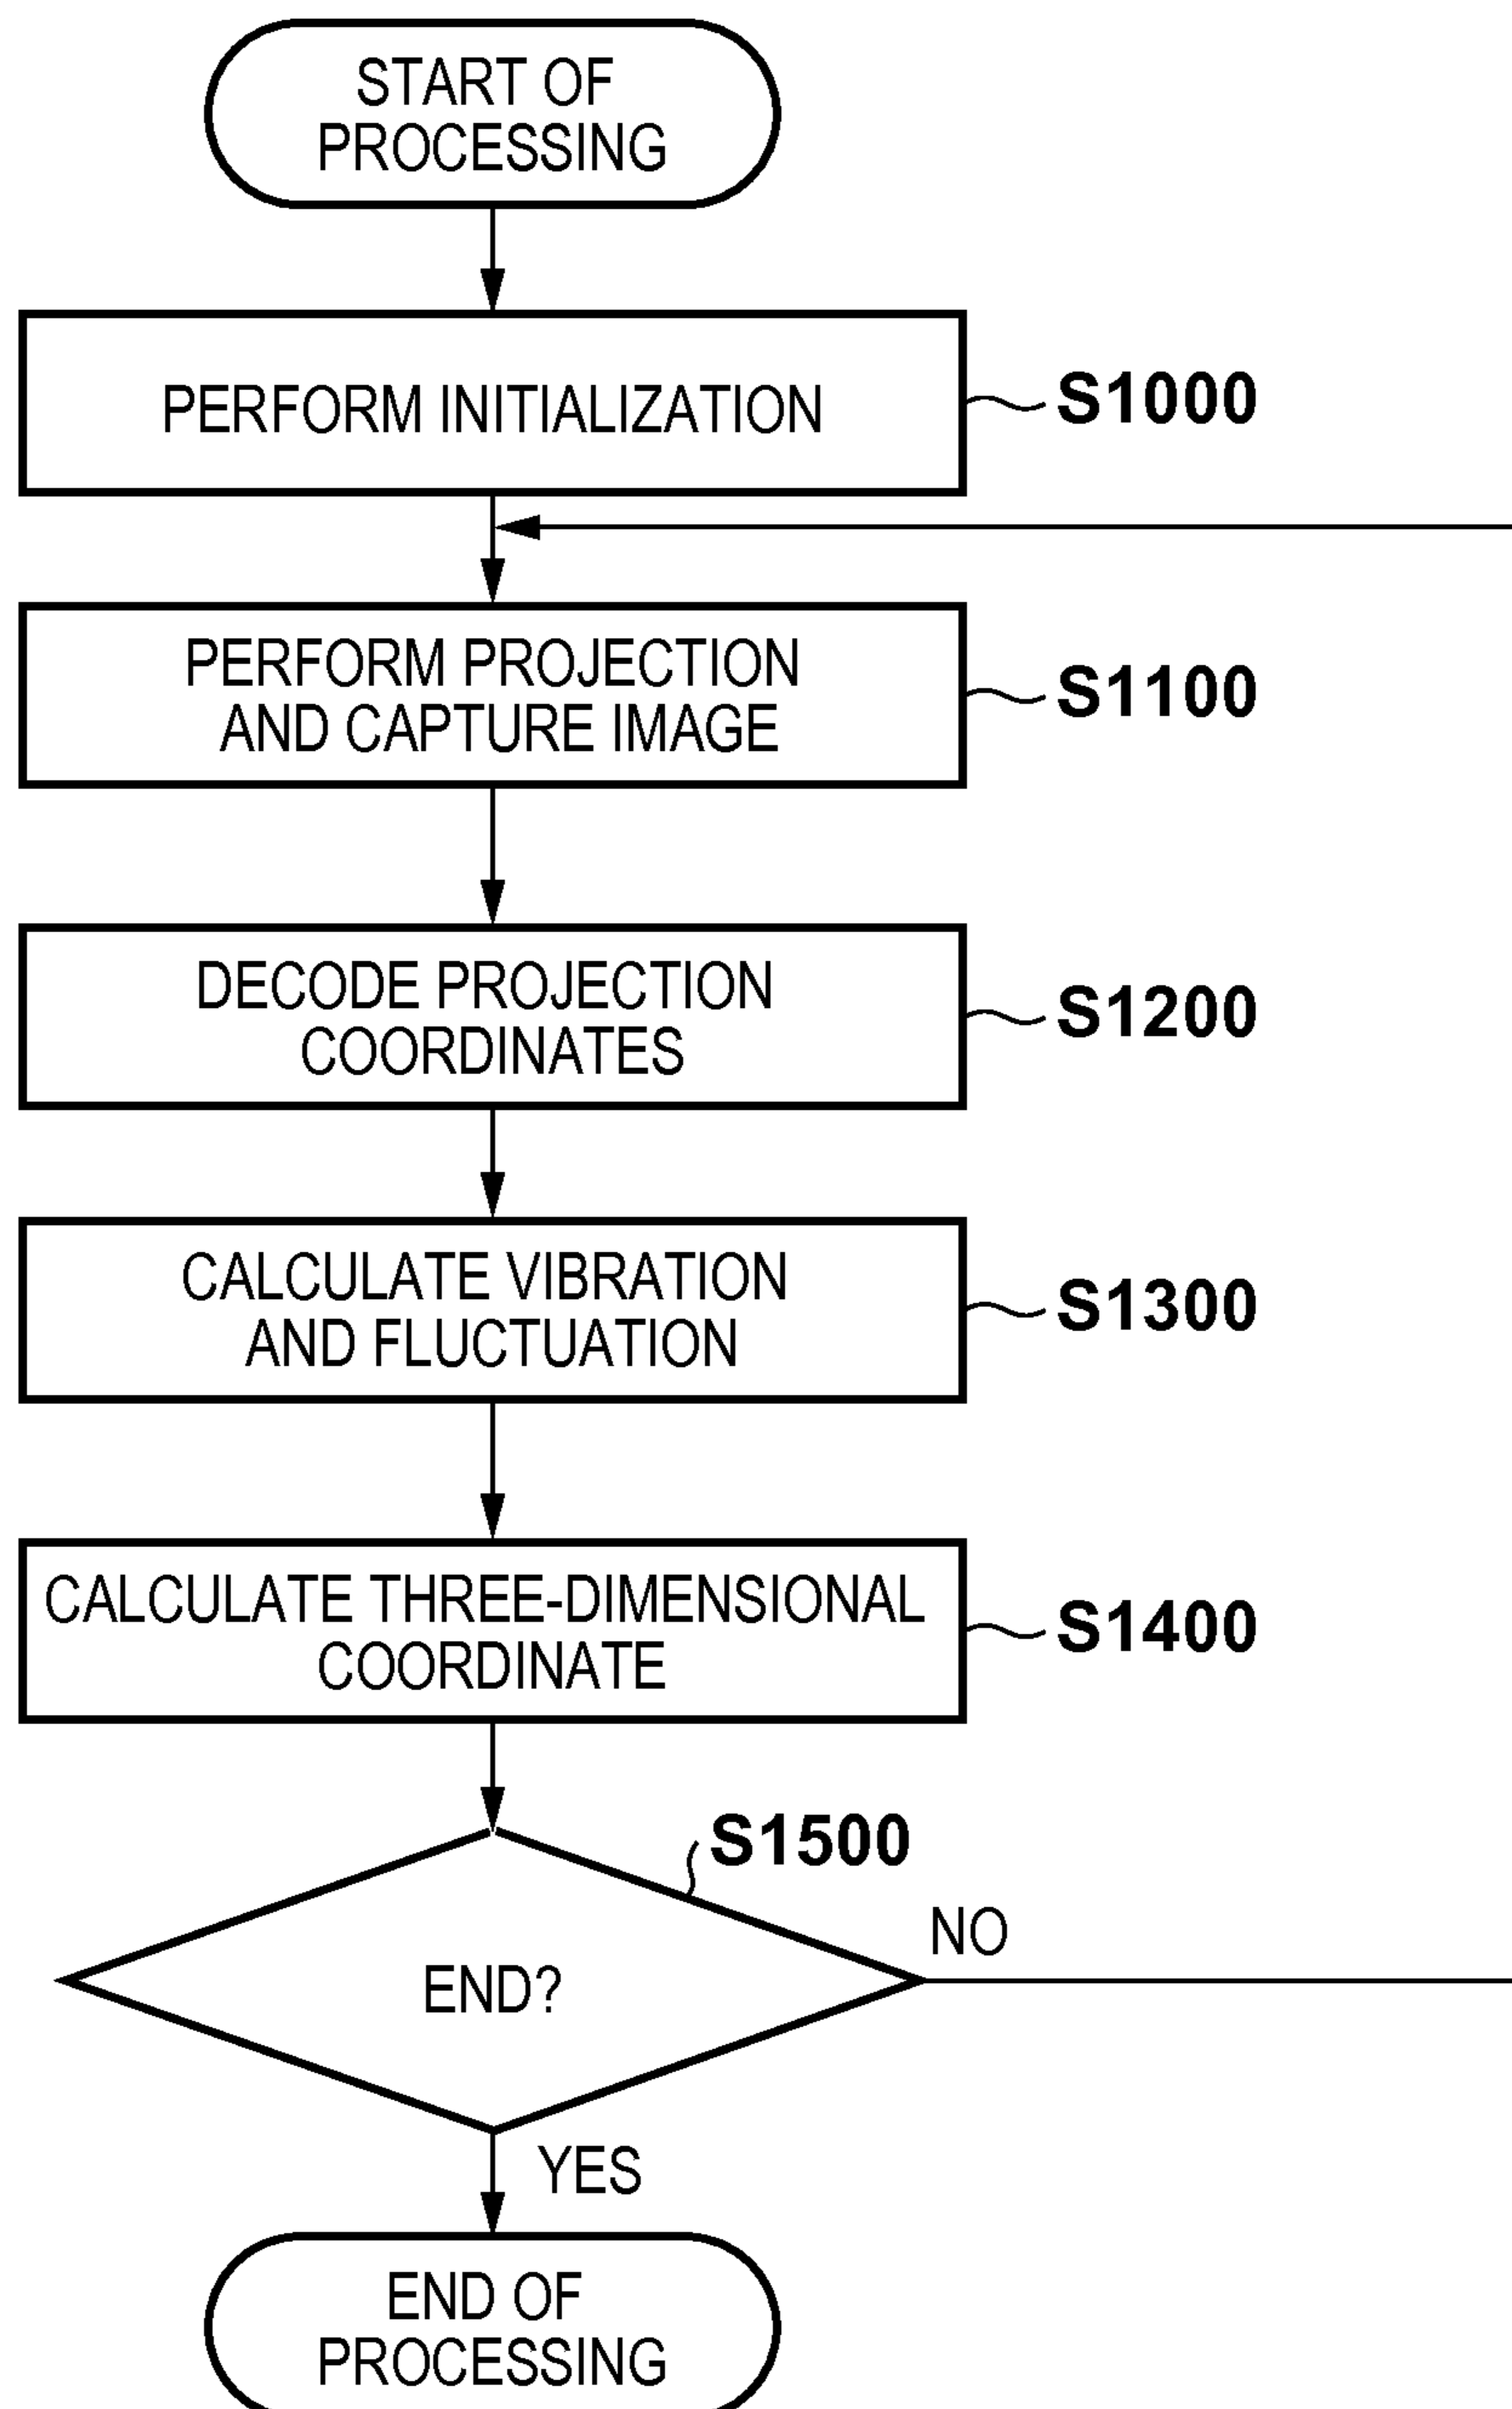 START OF
PROCESSING
PERFORM INITIALIZATION
S1000
PERFORM PROJECTION
AND CAPTURE IMAGE
S1100
DECODE PROJECTION
COORDINATES
S1200
CALCULATE VIBRATION
AND FLUCTUATION
S1300
CALCULATE THREE-DIMENSIONAL
COORDINATE
S1400
S1500
NO
END?
YES
END OF
PROCESSING